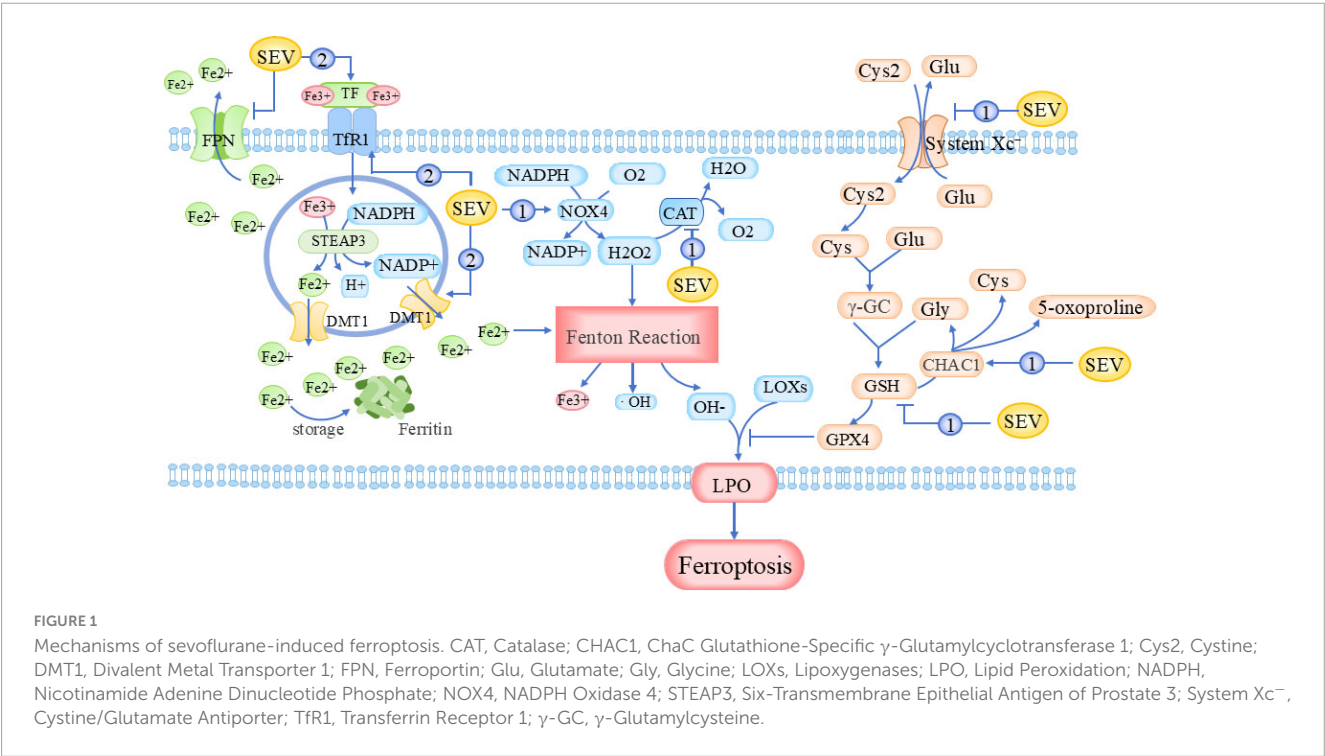 SEV
2
Fe2+
Fe2+
Fe3+
TF
Fe3+
Cys2
Glu
1
SEV
FPN
TfR1
System Xc⁻
Fe2+
2
NADPH
O2
H2O
Cys2
Glu
Fe3+
NADPH
SEV
1
NOX4
CAT
O2
Fe2+
Fe2+
STEAP3
2
NADP+
H2O2
1
Cys
Glu
NADP+
Fe2+
H+
SEV
Cys
DMT1
DMT1
γ-GC
Gly
5-oxoproline
Fe2+
Fe2+
Fe2+
Fenton Reaction
Fe2+
Fe2+
CHAC1
1
SEV
Fe2+
Fe2+
LOXs
GSH
Fe3+
· OH
OH-
1
SEV
storage
Ferritin
GPX4
LPO
Ferroptosis
FIGURE 1
Mechanisms of sevoflurane-induced ferroptosis. CAT, Catalase; CHAC1, ChaC Glutathione-Specific γ-Glutamylcyclotransferase 1; Cys2, Cystine;
DMT1, Divalent Metal Transporter 1; FPN, Ferroportin; Glu, Glutamate; Gly, Glycine; LOXs, Lipoxygenases; LPO, Lipid Peroxidation; NADPH,
Nicotinamide Adenine Dinucleotide Phosphate; NOX4, NADPH Oxidase 4; STEAP3, Six-Transmembrane Epithelial Antigen of Prostate 3; System Xc⁻,
Cystine/Glutamate Antiporter; TfR1, Transferrin Receptor 1; γ-GC, γ-Glutamylcysteine.